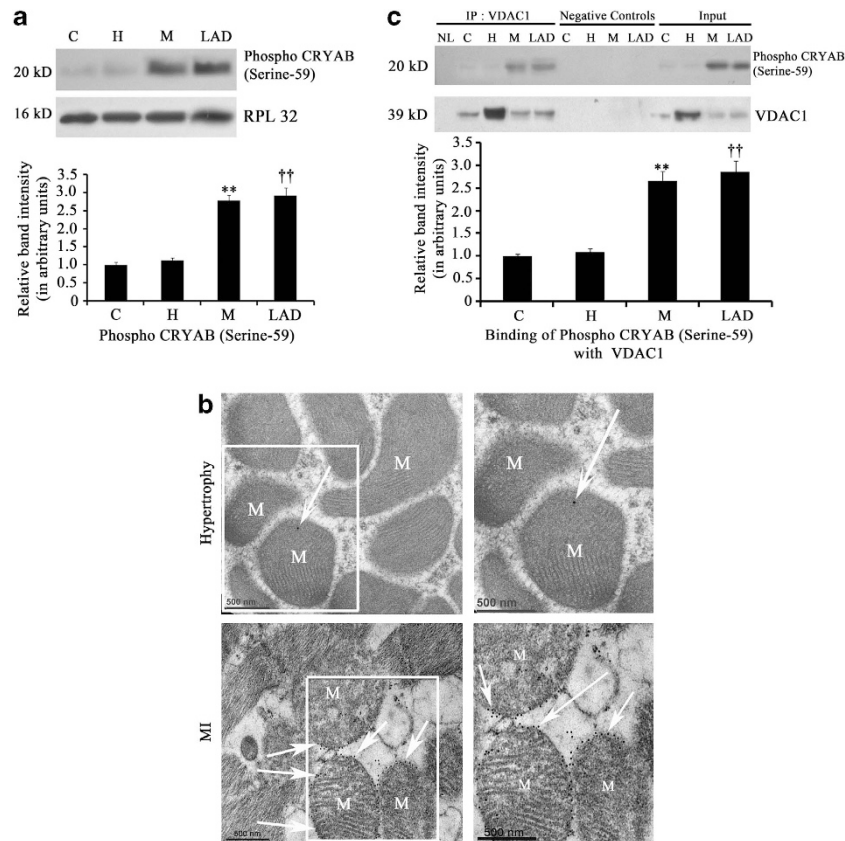 a
C H M LAD
20 kD
Phospho CRYAB
(Serine-59)
16 kD
RPL 32
Relative band intensity
(in arbitrary units)
3.5
3.0
2.5
2.0
1.5
1.0
0.5
0
**
††
C H M LAD
Phospho CRYAB (Serine-59)
c
IP : VDAC1 Negative Controls Input
NL C H M LAD C H M LAD C H M LAD
20 kD
Phospho CRYAB
(Serine-59)
39 kD
VDAC1
Relative band intensity
(in arbitrary units)
3.5
3.0
2.5
2.0
1.5
1.0
0.5
0
**
††
C H M LAD
Binding of Phospho CRYAB (Serine-59)
with VDAC1
b
Hypertrophy
M
M
M
500 nm
M
M
500 nm
MI
M
M M
500 nm
M
M M
500 nm